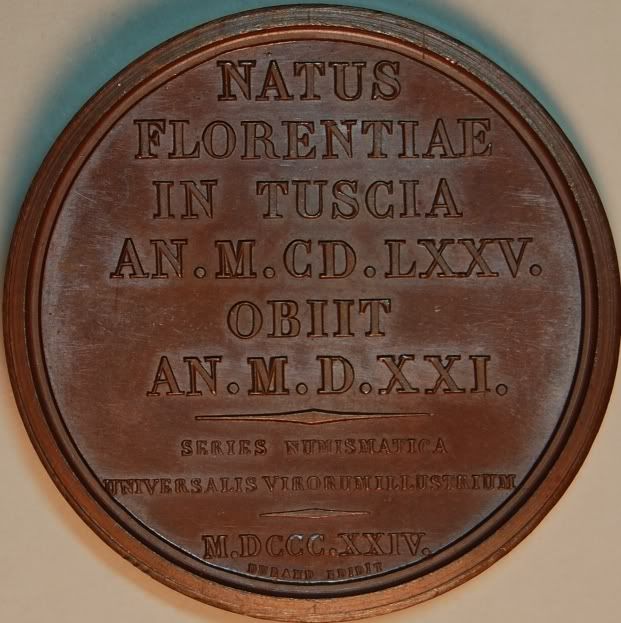 NATUS
FLORENTIAE
IN TUSCIA
AN.M.CD.LXXV.
OBIIT
AN.M.D.XXI.
SERIES NUMISMATICA
UNIVERSALIS VIRORUM ILLUSTRIUM
M.DCCC.XXIV.
DURAND EDIDIT